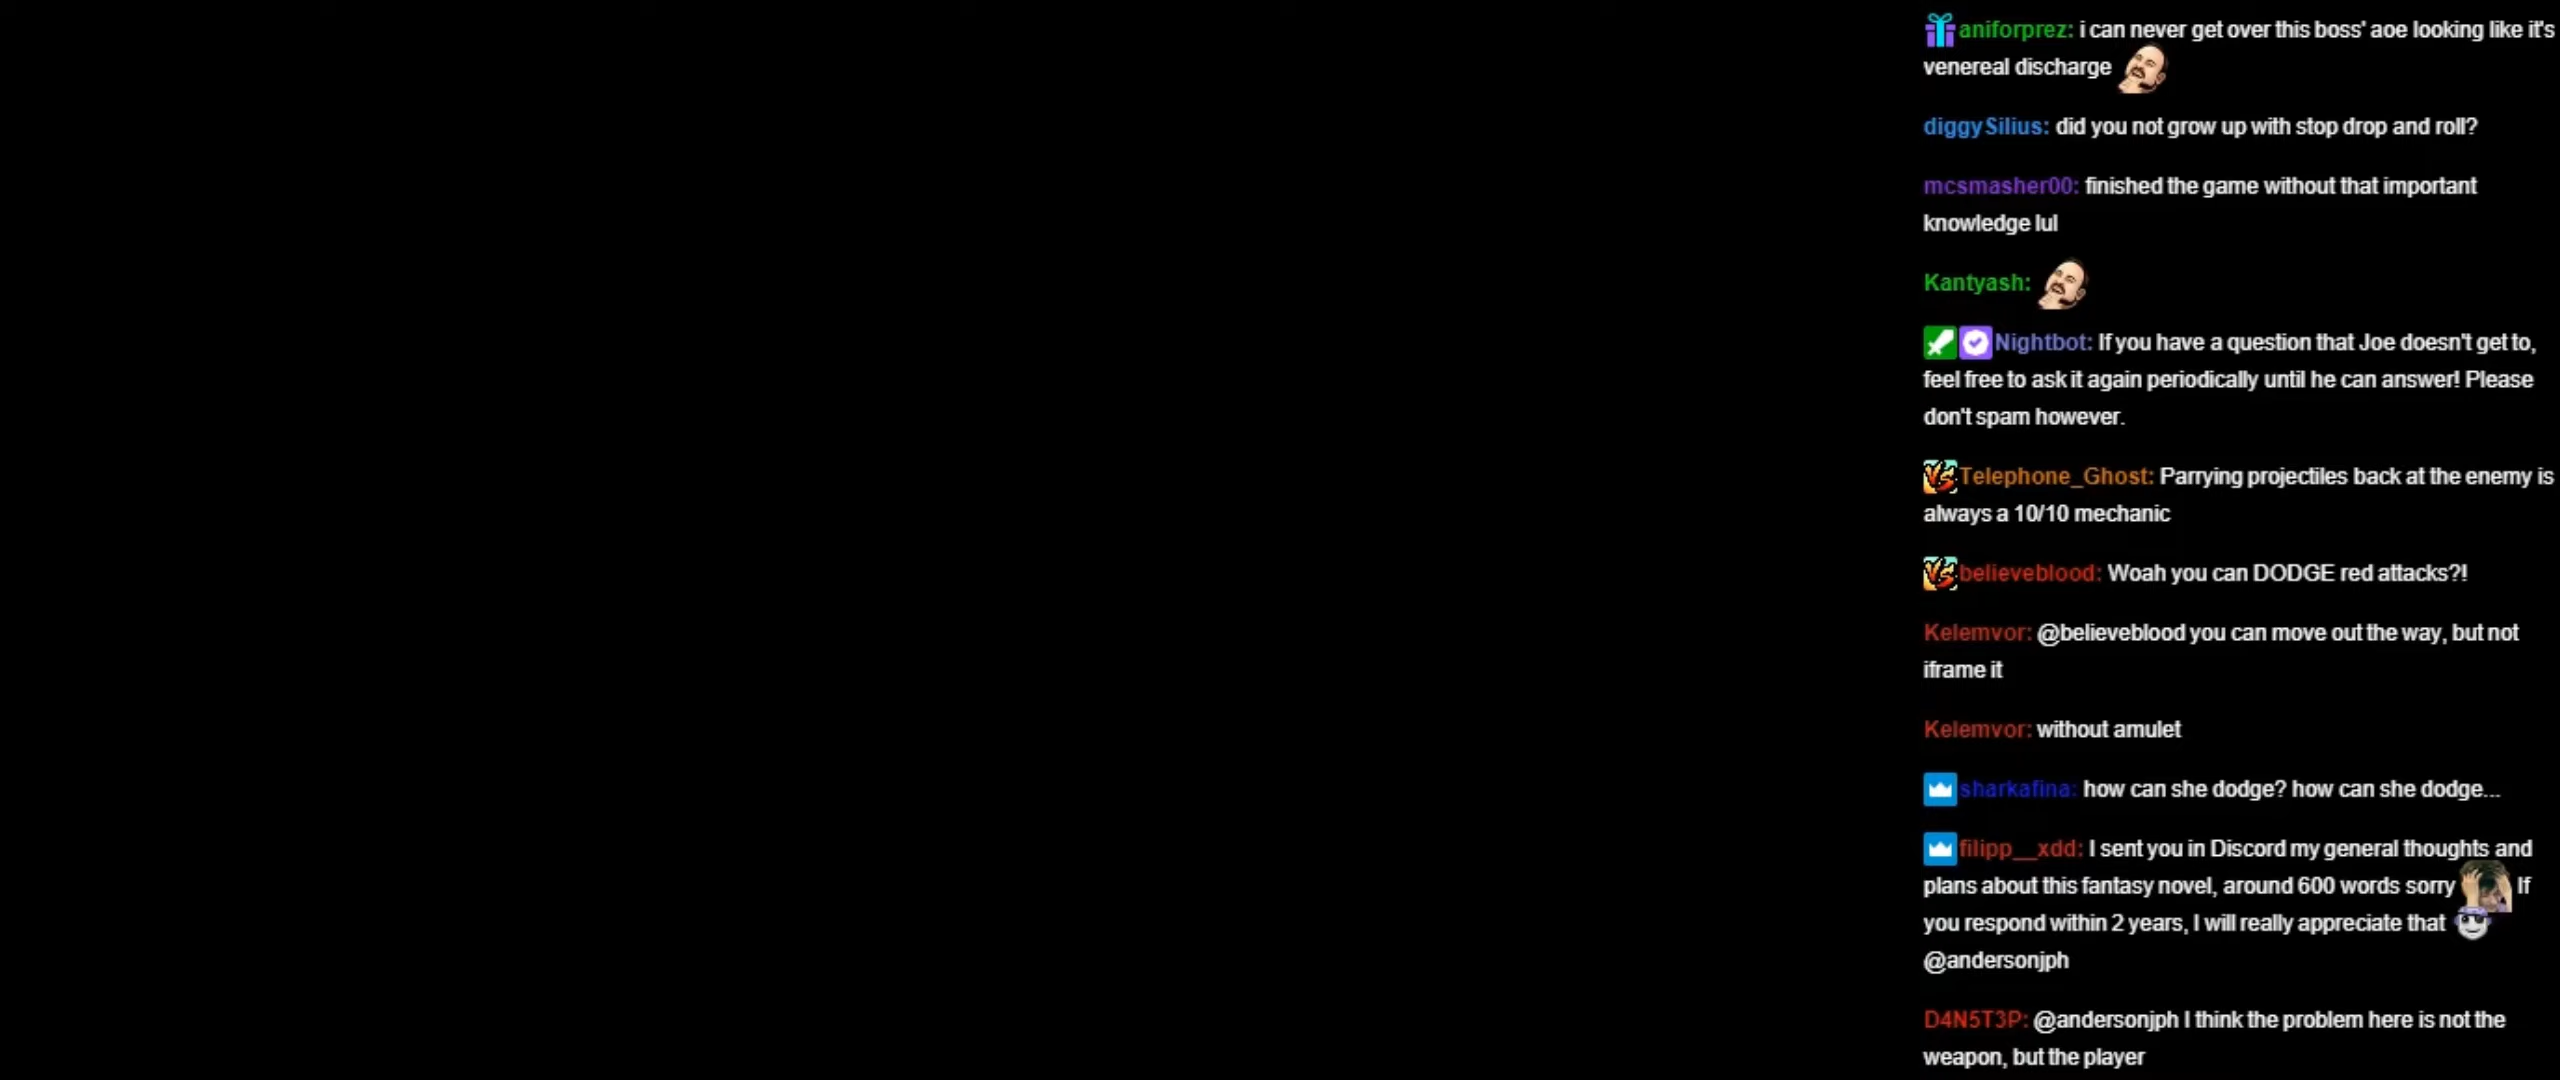 aniforprez: i can never get over this boss' aoe looking like it's
venereal discharge
diggySilius: did you not grow up with stop drop and roll?
mcsmasher00: finished the game without that important
knowledge lul
Kantyash:
Nightbot: If you have a question that Joe doesn't get to,
feel free to ask it again periodically until he can answer! Please
don't spam however.
VS Telephone_Ghost: Parrying projectiles back at the enemy is
always a 10/10 mechanic
VS believeblood: Woah you can DODGE red attacks?!
Kelemvor: @believeblood you can move out the way, but not
iframe it
Kelemvor: without amulet
sharkafina: how can she dodge? how can she dodge...
filipp__xdd: I sent you in Discord my general thoughts and
plans about this fantasy novel, around 600 words sorry If
you respond within 2 years, I will really appreciate that
@andersonjph
D4N5T3P: @andersonjph I think the problem here is not the
weapon, but the player